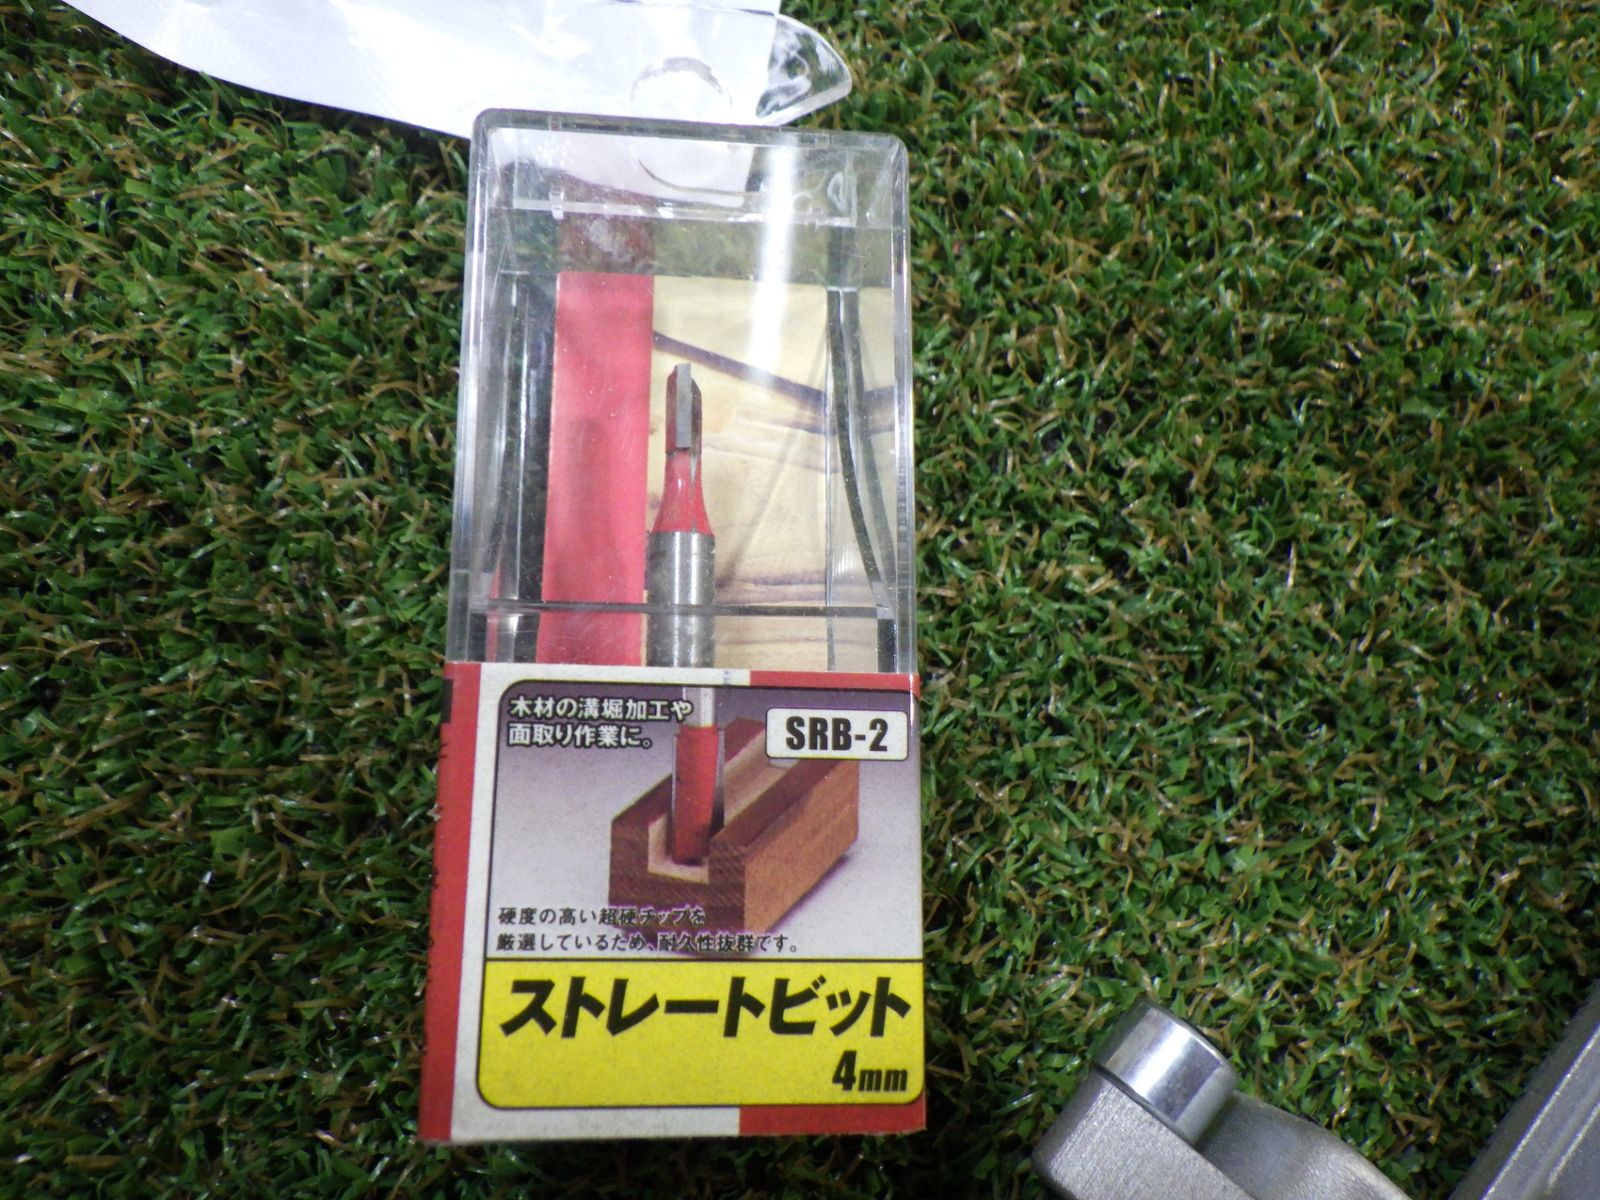 木材の溝堀加工や
面取り作業に。
SRB-2
硬度の高い超硬チップを
厳選しているため、耐久性抜群です。
ストレートビット
4mm